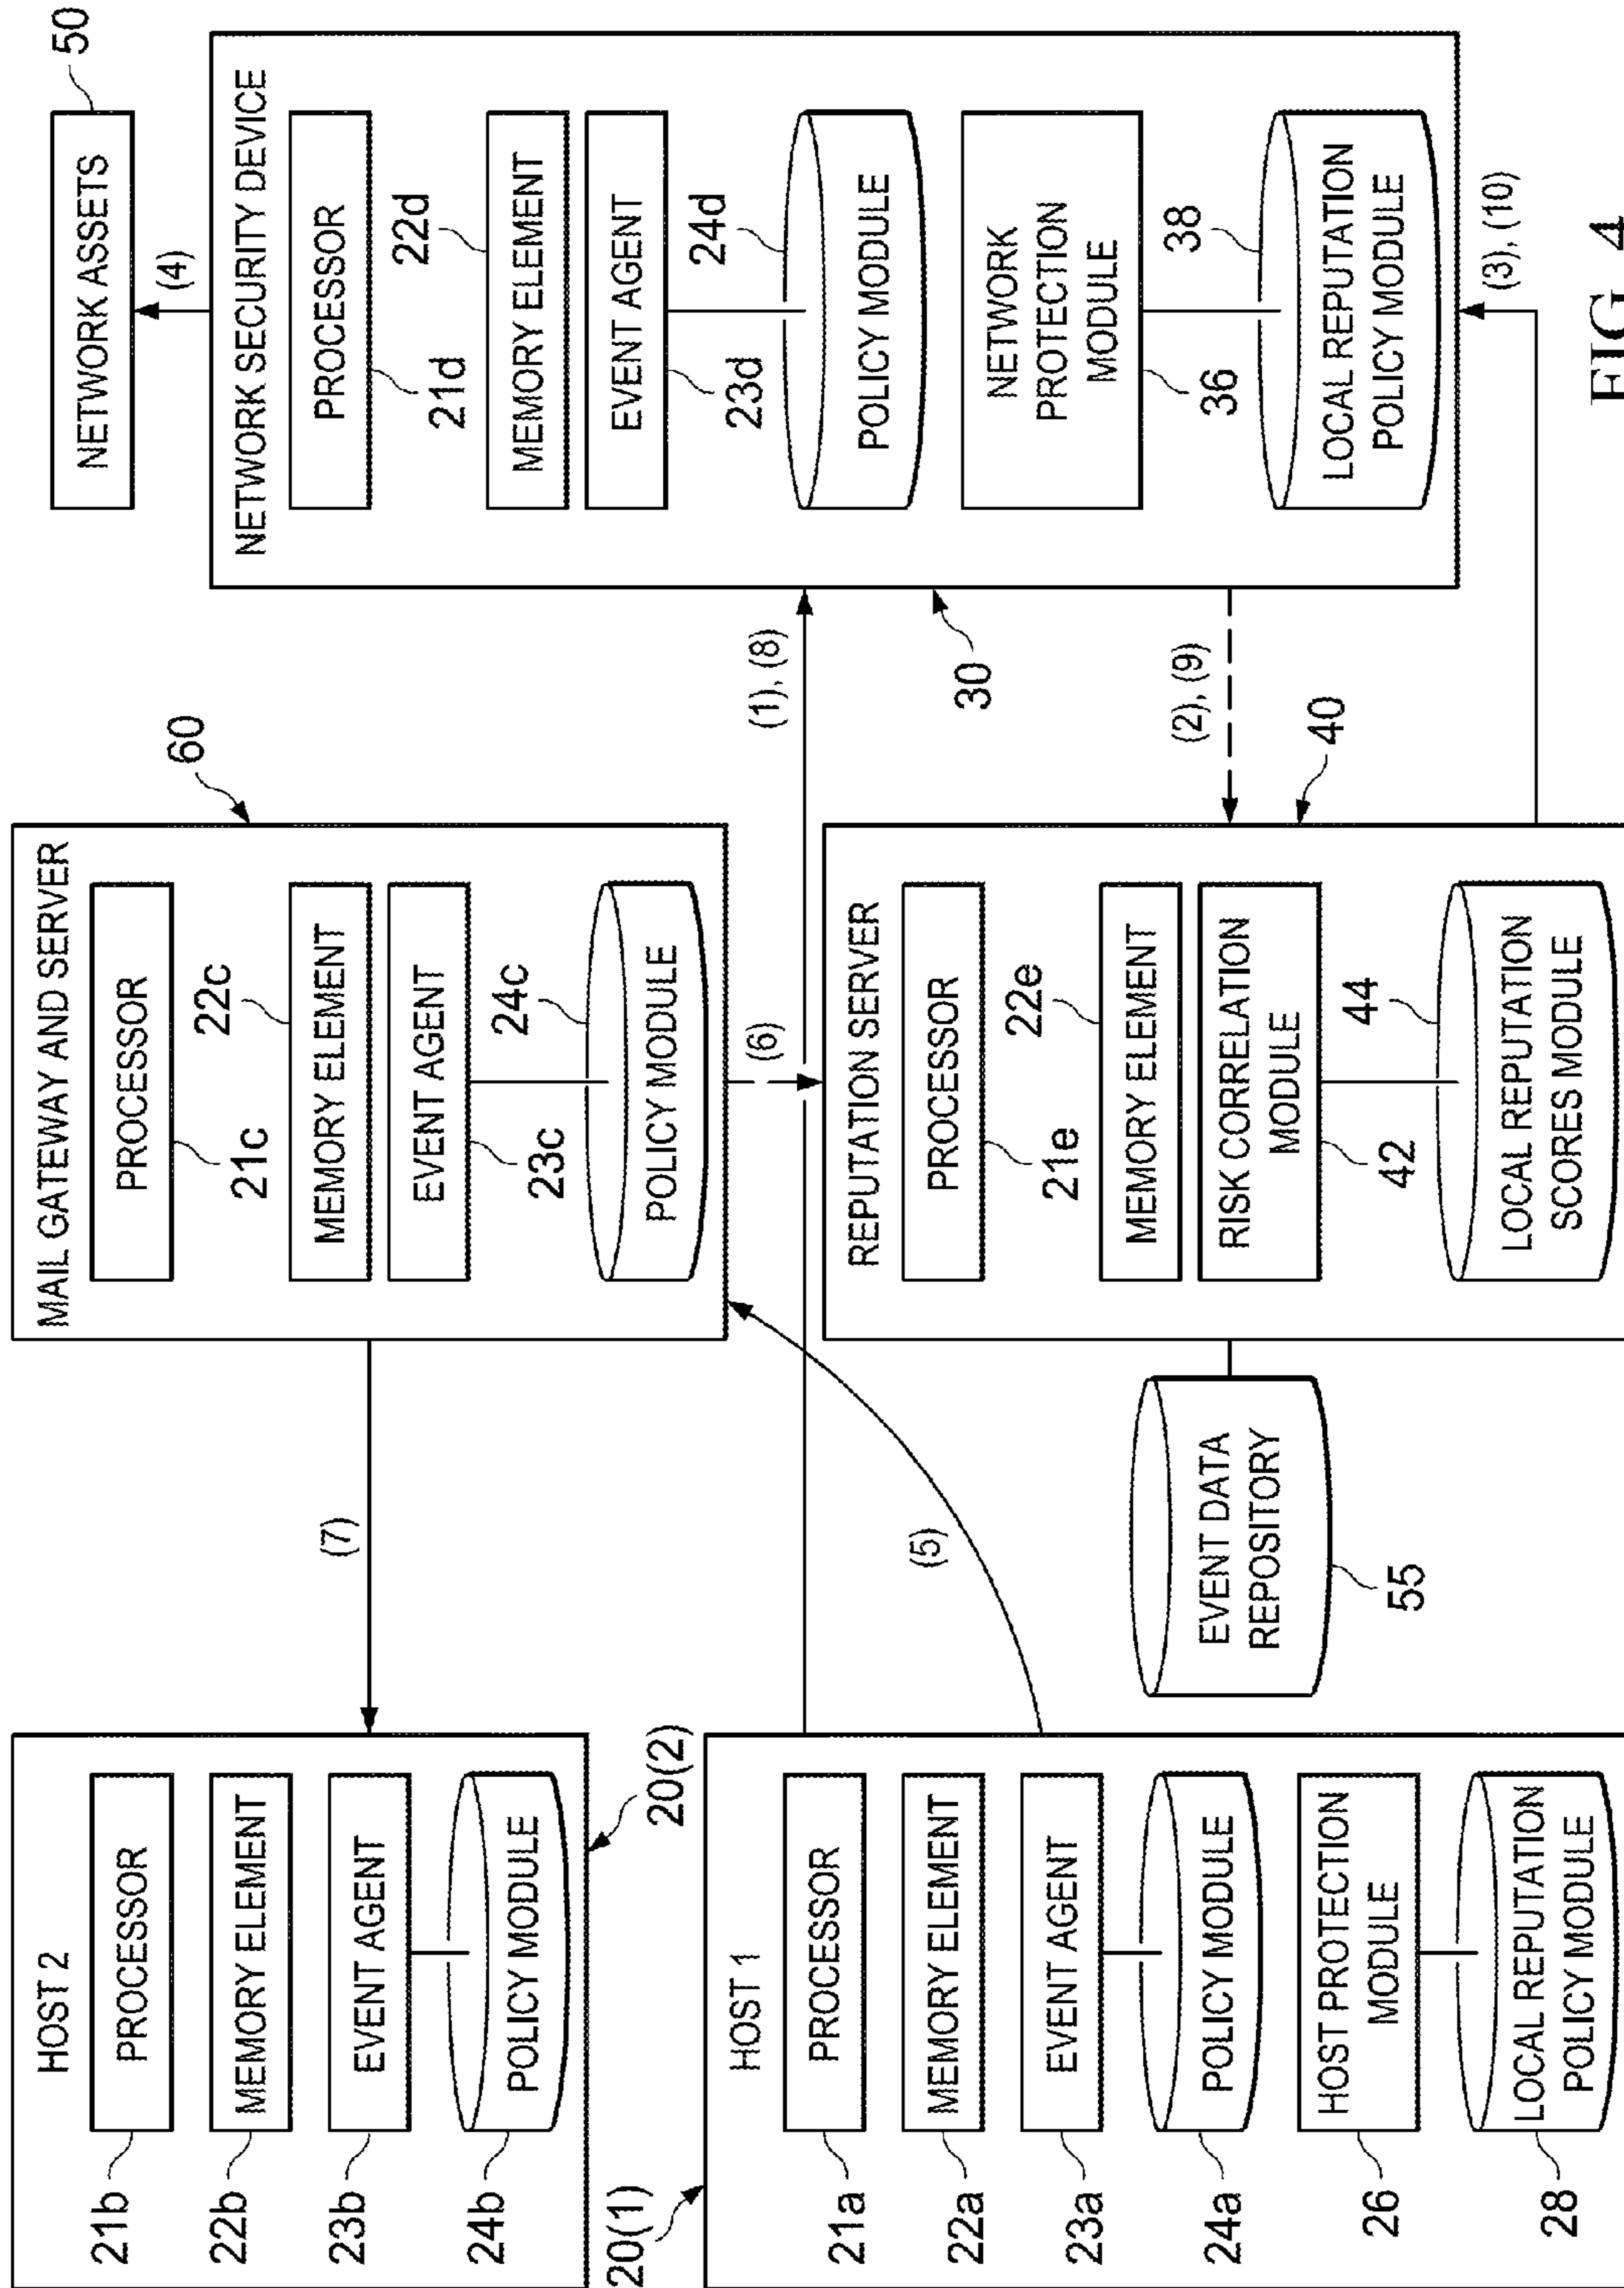 HOST 2
21b
PROCESSOR
22b
MEMORY ELEMENT
23b
EVENT AGENT
24b
POLICY MODULE
20(2)
(7)
MAIL GATEWAY AND SERVER
60
PROCESSOR
21c
22c
MEMORY ELEMENT
EVENT AGENT
23c
24c
POLICY MODULE
(6)
NETWORK ASSETS
50
(4)
NETWORK SECURITY DEVICE
PROCESSOR
21d
22d
MEMORY ELEMENT
EVENT AGENT
23d
24d
POLICY MODULE
NETWORK
PROTECTION
MODULE
36
38
LOCAL REPUTATION
POLICY MODULE
(1), (8)
30
(2), (9)
40
(3), (10)
20(1)
HOST 1
21a
PROCESSOR
22a
MEMORY ELEMENT
23a
EVENT AGENT
24a
POLICY MODULE
26
HOST PROTECTION
MODULE
28
LOCAL REPUTATION
POLICY MODULE
(5)
EVENT DATA
REPOSITORY
55
REPUTATION SERVER
PROCESSOR
21e
22e
MEMORY ELEMENT
RISK CORRELATION
MODULE
42
44
LOCAL REPUTATION
SCORES MODULE
FIG. 4